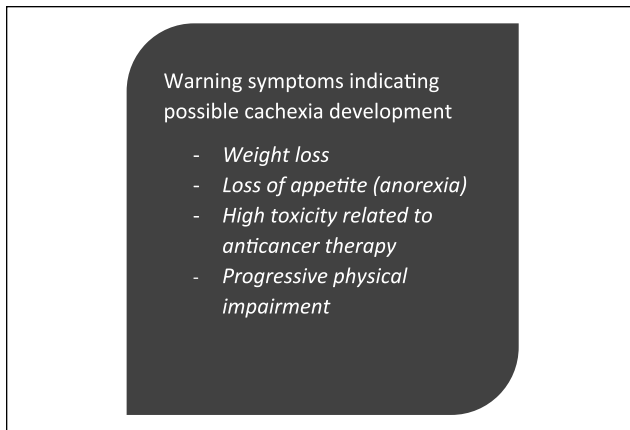 Warning symptoms indicating
possible cachexia development
- Weight loss
- Loss of appetite (anorexia)
- High toxicity related to
anticancer therapy
- Progressive physical
impairment